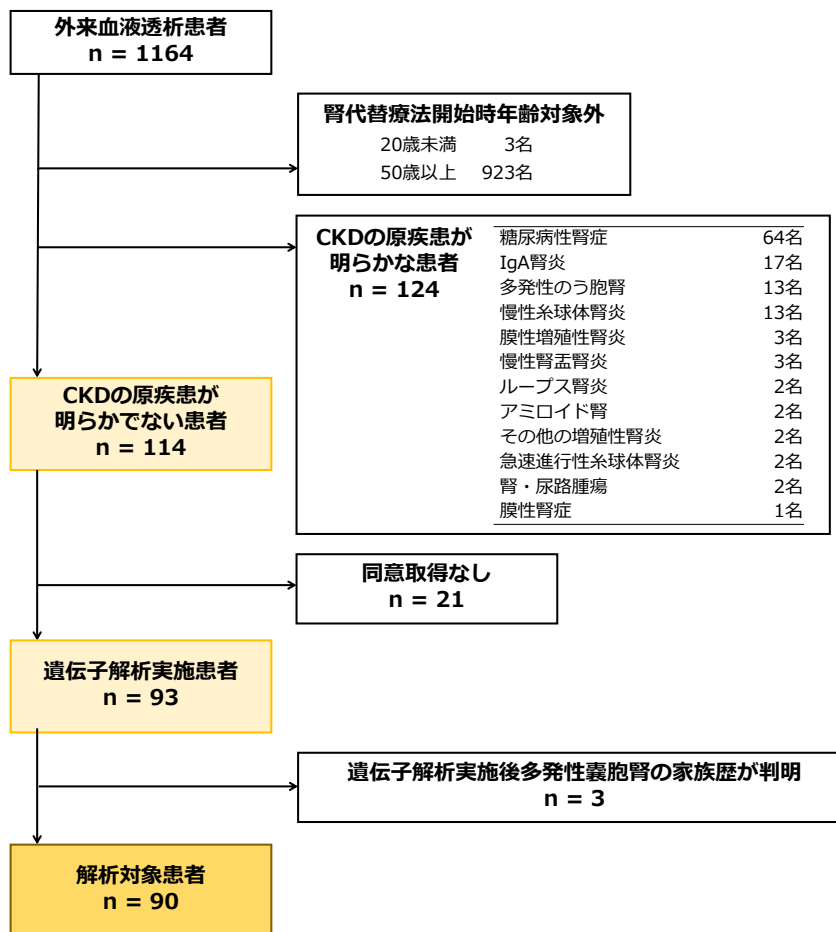 外来血液透析患者
n = 1164
腎代替療法開始時年齢対象外
20歳未満 3名
50歳以上 923名
CKDの原疾患が
明らかな患者
n = 124
糖尿病性腎症 64名
IgA腎炎 17名
多発性のう胞腎 13名
慢性糸球体腎炎 13名
膜性増殖性腎炎 3名
慢性腎盂腎炎 3名
ループス腎炎 2名
アミロイド腎 2名
その他の増殖性腎炎 2名
急速進行性糸球体腎炎 2名
腎・尿路腫瘍 2名
膜性腎症 1名
CKDの原疾患が
明らかでない患者
n = 114
同意取得なし
n = 21
遺伝子解析実施患者
n = 93
遺伝子解析実施後多発性嚢胞腎の家族歴が判明
n = 3
解析対象患者
n = 90